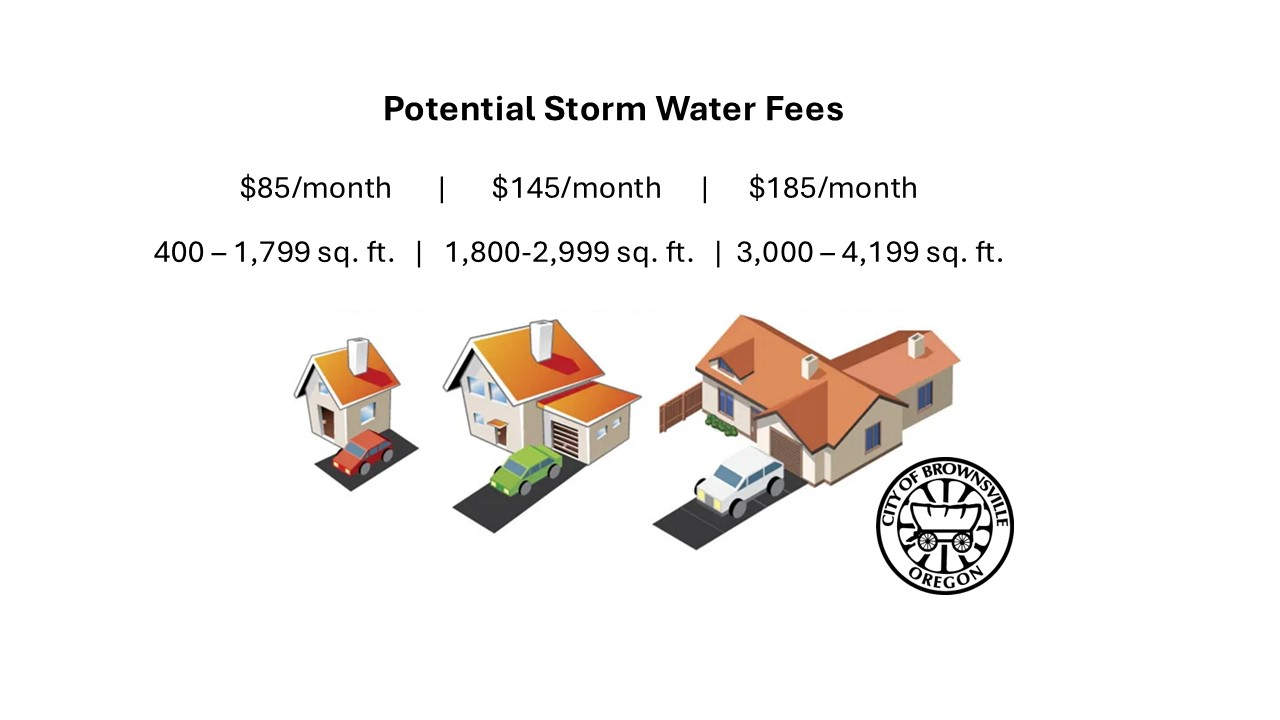 Potential Storm Water Fees
$85/month | $145/month | $185/month
400 – 1,799 sq. ft. | 1,800-2,999 sq. ft. | 3,000 – 4,199 sq. ft.
CITY OF BROWNSVILLE
OREGON